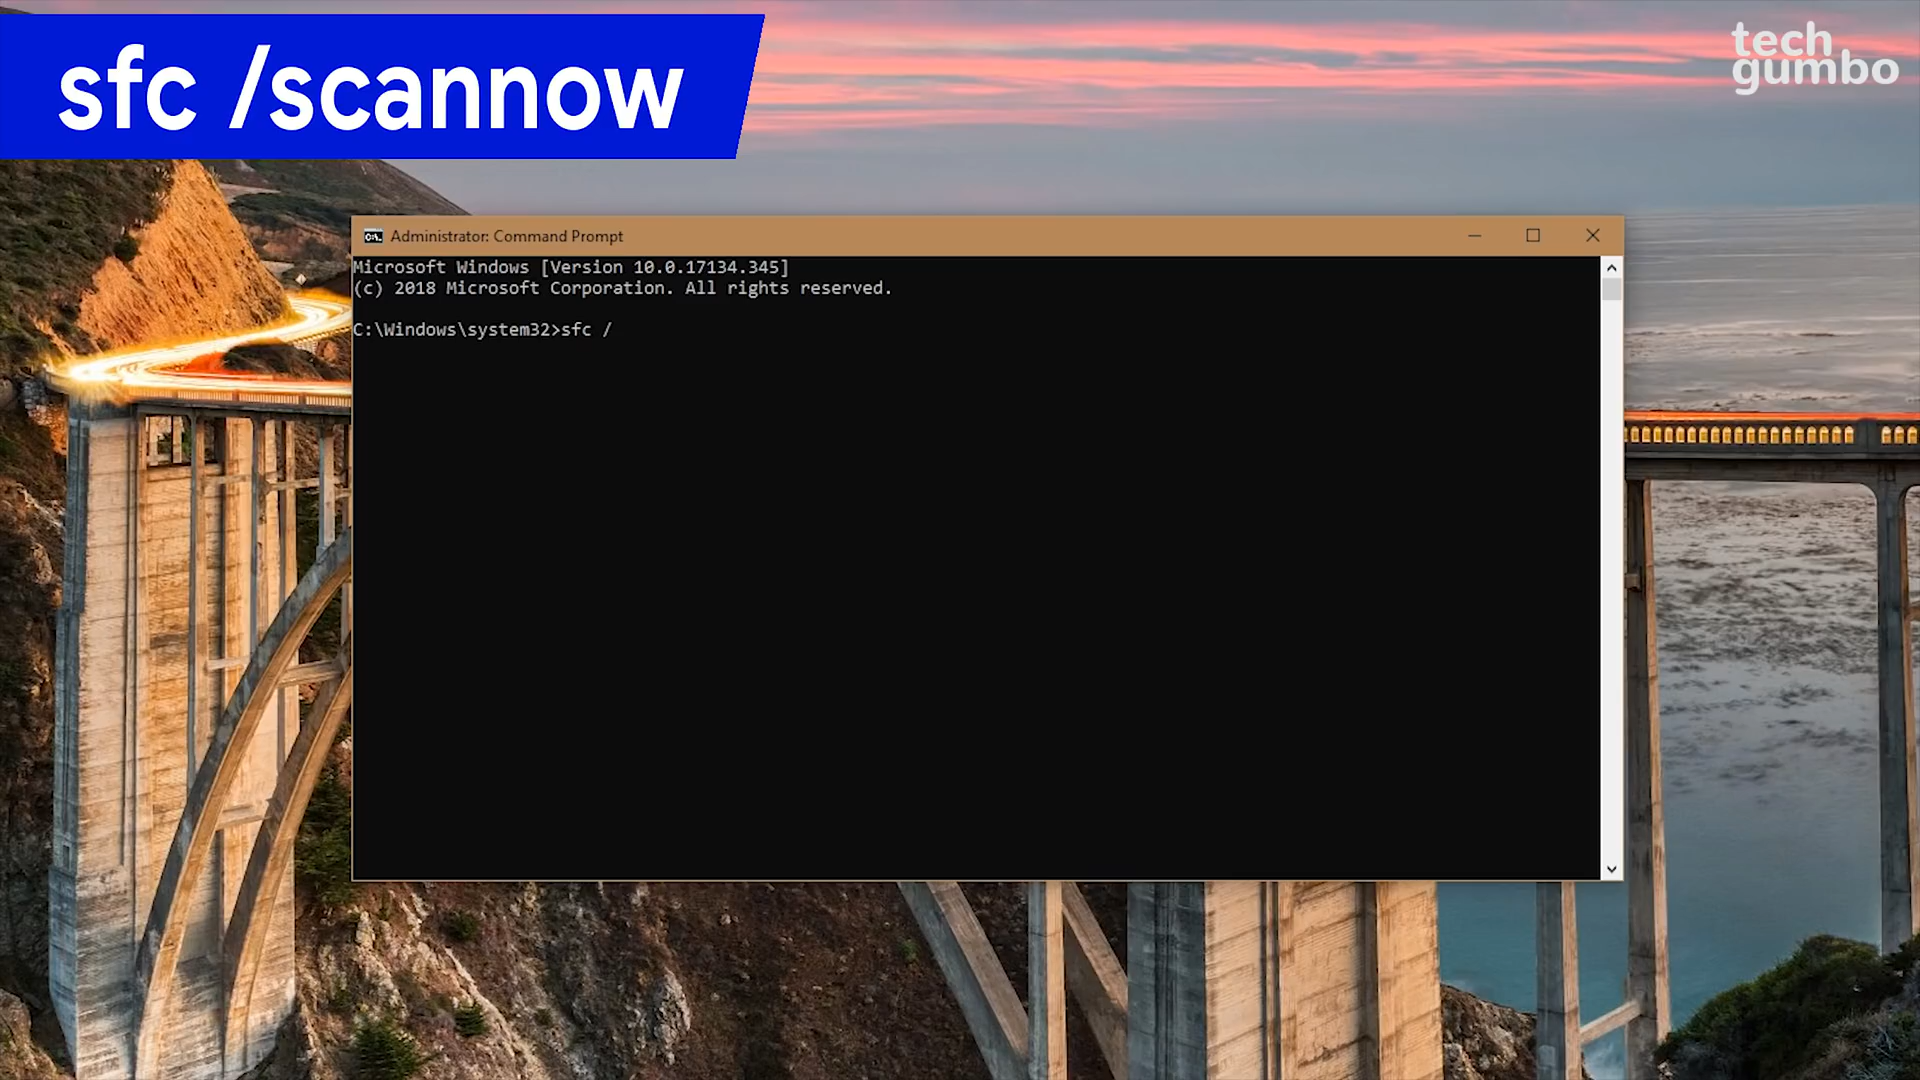 sfc /scannow
tech
gumbo
Administrator: Command Prompt
Microsoft Windows [Version 10.0.17134.345]
(c) 2018 Microsoft Corporation. All rights reserved.
C:\Windows\system32>sfc /